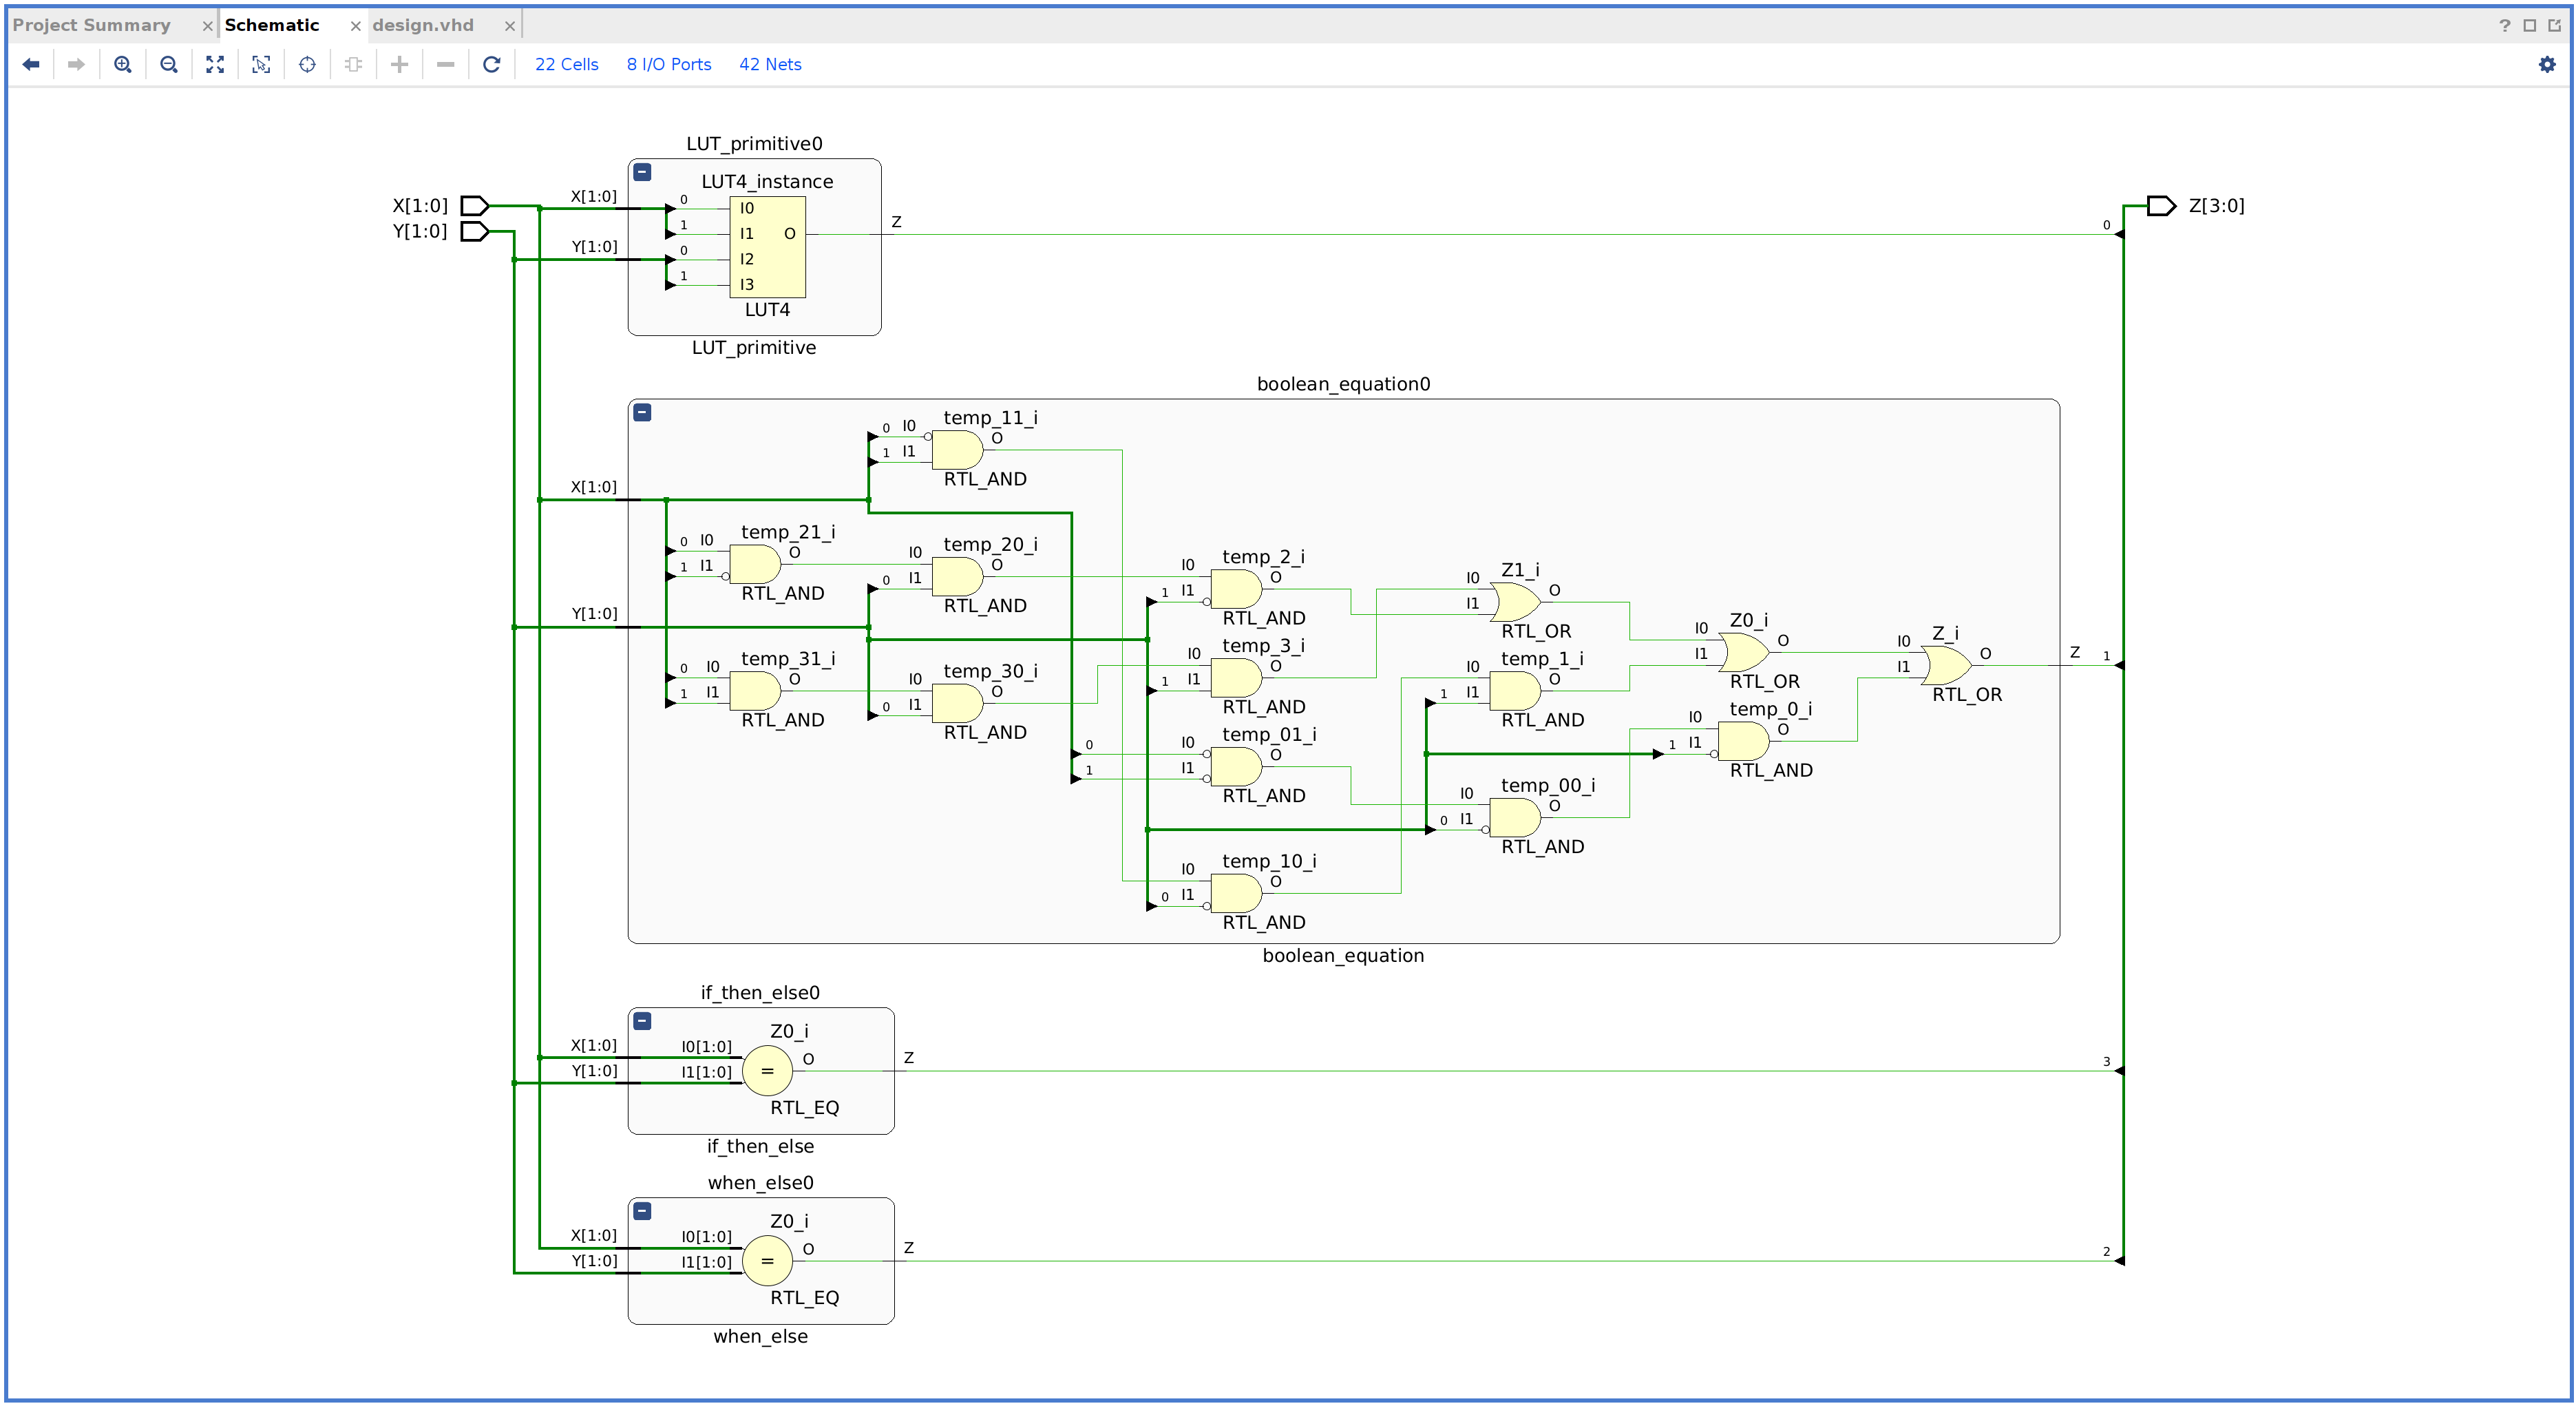 Project Summary × Schematic × design.vhd ×
?
22 Cells 8 I/O Ports 42 Nets
LUT_primitive0
LUT4_instance
X[1:0]
Y[1:0]
X[1:0]
Y[1:0]
0
1
0
1
I0
I1
I2
I3
O
LUT4
LUT_primitive
Z
0
Z[3:0]
boolean_equation0
X[1:0]
Y[1:0]
0 I0
1 I1
temp_11_i
O
RTL_AND
0 I0
1 I1
temp_21_i
O
RTL_AND
I0
0 I1
temp_20_i
O
RTL_AND
0 I0
1 I1
temp_31_i
O
RTL_AND
I0
0 I1
temp_30_i
O
RTL_AND
I0
1 I1
temp_2_i
O
RTL_AND
I0
1 I1
temp_3_i
O
RTL_AND
0 I0
1 I1
temp_01_i
O
RTL_AND
I0
0 I1
temp_10_i
O
RTL_AND
I0
I1
Z1_i
O
RTL_OR
I0
1 I1
temp_1_i
O
RTL_AND
I0
0 I1
temp_00_i
O
RTL_AND
I0
I1
Z0_i
O
RTL_OR
I0
1 I1
temp_0_i
O
RTL_AND
I0
I1
Z_i
O
RTL_OR
Z
1
boolean_equation
if_then_else0
X[1:0]
Y[1:0]
I0[1:0]
I1[1:0]
Z0_i
=
O
RTL_EQ
Z
3
if_then_else
when_else0
X[1:0]
Y[1:0]
I0[1:0]
I1[1:0]
Z0_i
=
O
RTL_EQ
Z
2
when_else